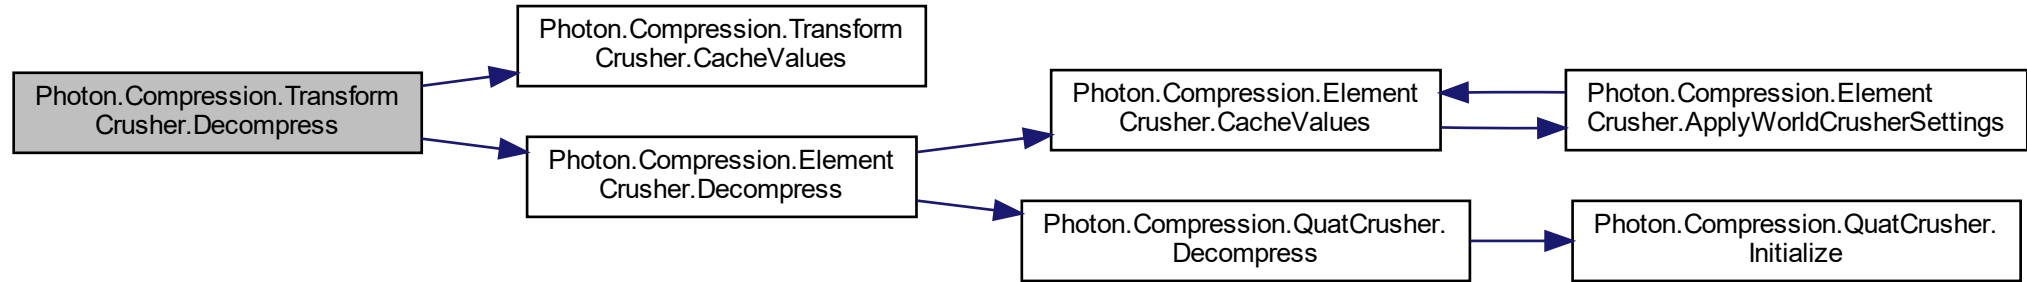 Photon.Compression.Transform
Crusher.Decompress
Photon.Compression.Transform
Crusher.CacheValues
Photon.Compression.Element
Crusher.Decompress
Photon.Compression.Element
Crusher.CacheValues
Photon.Compression.Element
Crusher.ApplyWorldCrusherSettings
Photon.Compression.QuatCrusher.
Decompress
Photon.Compression.QuatCrusher.
Initialize